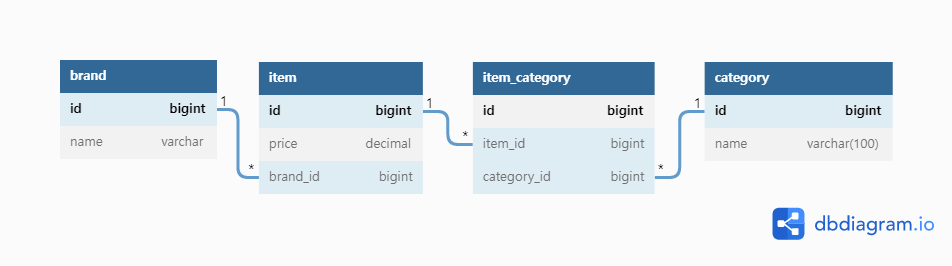 brand
id bigint
name varchar
item
id bigint
price decimal
brand_id bigint
item_category
id bigint
item_id bigint
category_id bigint
category
id bigint
name varchar(100)
1
*
1
*
1
*
dbdiagram.io